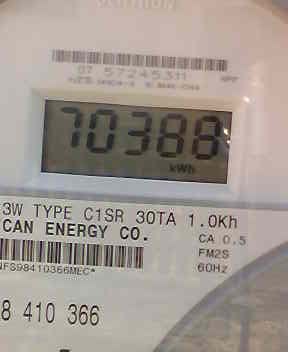 07 57245311
70388
kWh
3W TYPE C1SR 30TA 1.0Kh
CAN ENERGY CO.
CA 0.5
FM2S
60Hz
NFS98410366MEC*
8 410 366